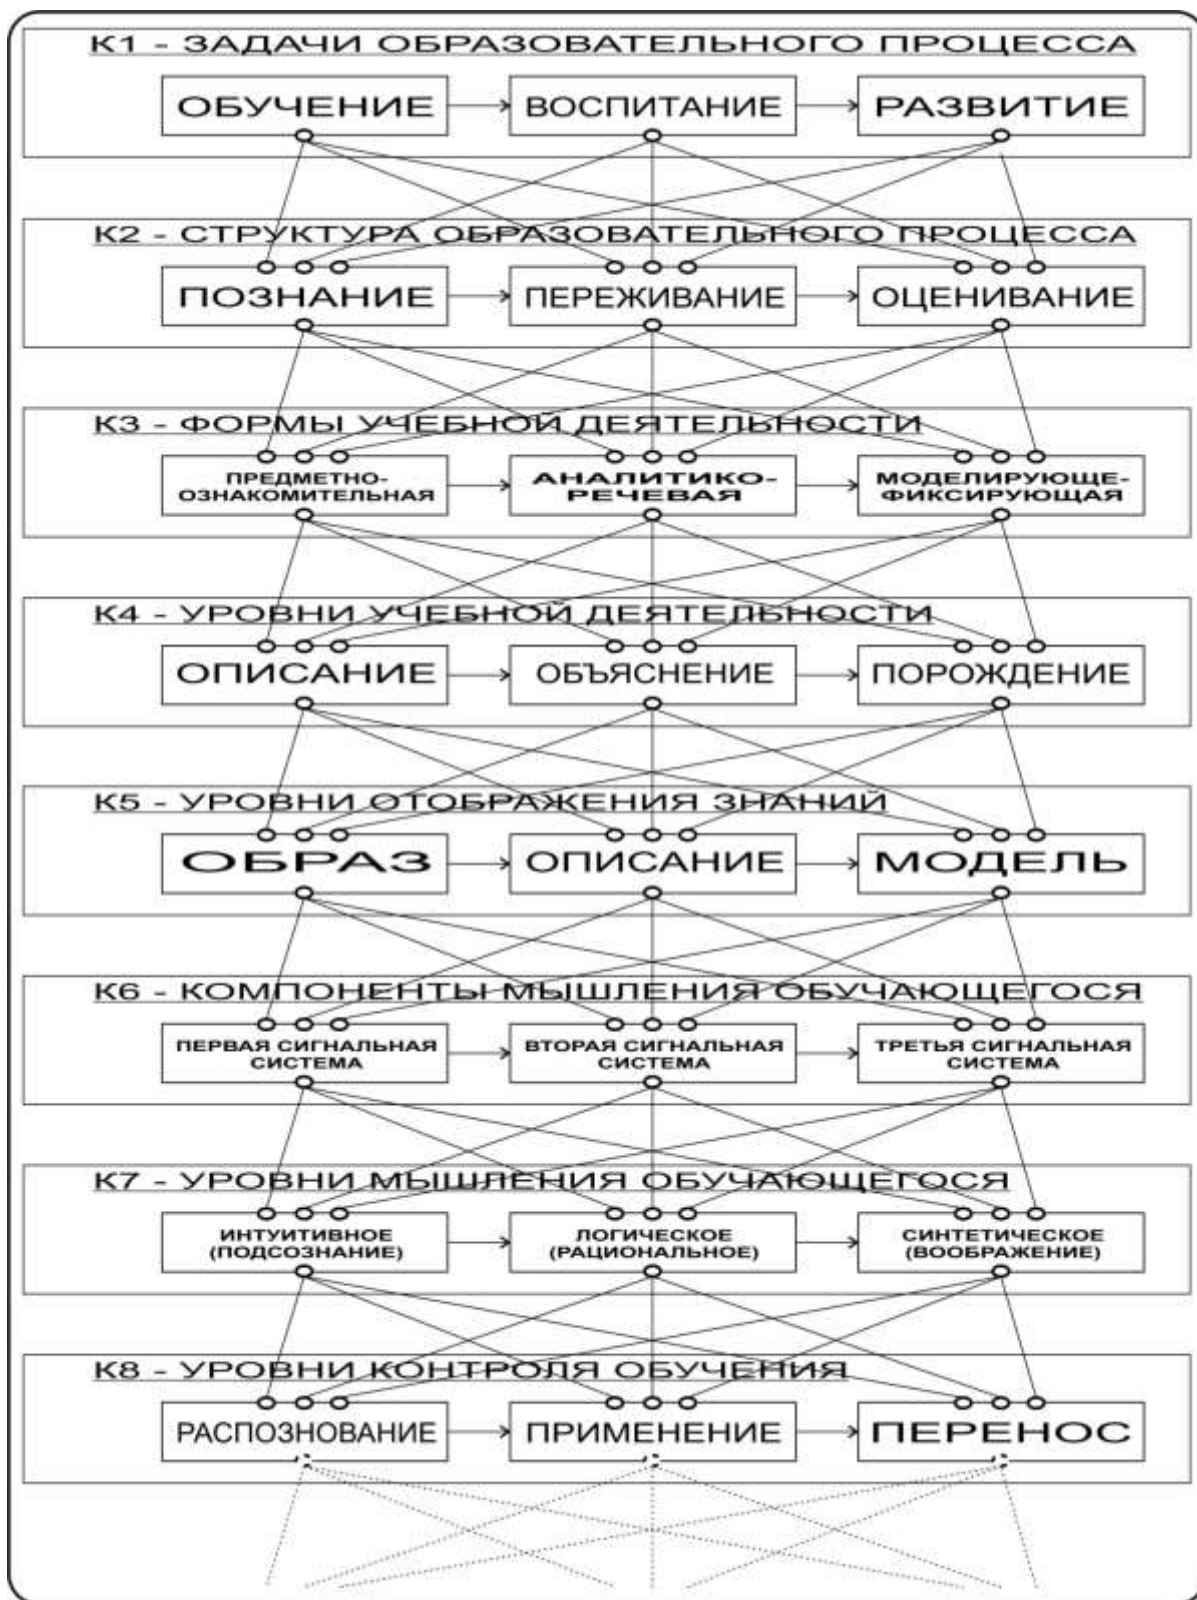 К1 - ЗАДАЧИ ОБРАЗОВАТЕЛЬНОГО ПРОЦЕССА
ОБУЧЕНИЕ ВОСПИТАНИЕ РАЗВИТИЕ
К2 - СТРУКТУРА ОБРАЗОВАТЕЛЬНОГО ПРОЦЕССА
ПОЗНАНИЕ ПЕРЕЖИВАНИЕ ОЦЕНИВАНИЕ
К3 - ФОРМЫ УЧЕБНОЙ ДЕЯТЕЛЬНОСТИ
ПРЕДМЕТНО-
ОЗНАКОМИТЕЛЬНАЯ
АНАЛИТИКО-
РЕЧЕВАЯ
МОДЕЛИРУЮЩЕ-
ФИКСИРУЮЩАЯ
К4 - УРОВНИ УЧЕБНОЙ ДЕЯТЕЛЬНОСТИ
ОПИСАНИЕ ОБЪЯСНЕНИЕ ПОРОЖДЕНИЕ
К5 - УРОВНИ ОТОБРАЖЕНИЯ ЗНАНИЙ
ОБРАЗ ОПИСАНИЕ МОДЕЛЬ
К6 - КОМПОНЕНТЫ МЫШЛЕНИЯ ОБУЧАЮЩЕГОСЯ
ПЕРВАЯ СИГНАЛЬНАЯ
СИСТЕМА
ВТОРАЯ СИГНАЛЬНАЯ
СИСТЕМА
ТРЕТЬЯ СИГНАЛЬНАЯ
СИСТЕМА
К7 - УРОВНИ МЫШЛЕНИЯ ОБУЧАЮЩЕГОСЯ
ИНТУИТИВНОЕ
(ПОДСОЗНАНИЕ)
ЛОГИЧЕСКОЕ
(РАЦИОНАЛЬНОЕ)
СИНТЕТИЧЕСКОЕ
(ВООБРАЖЕНИЕ)
К8 - УРОВНИ КОНТРОЛЯ ОБУЧЕНИЯ
РАСПОЗНОВАНИЕ ПРИМЕНЕНИЕ ПЕРЕНОС